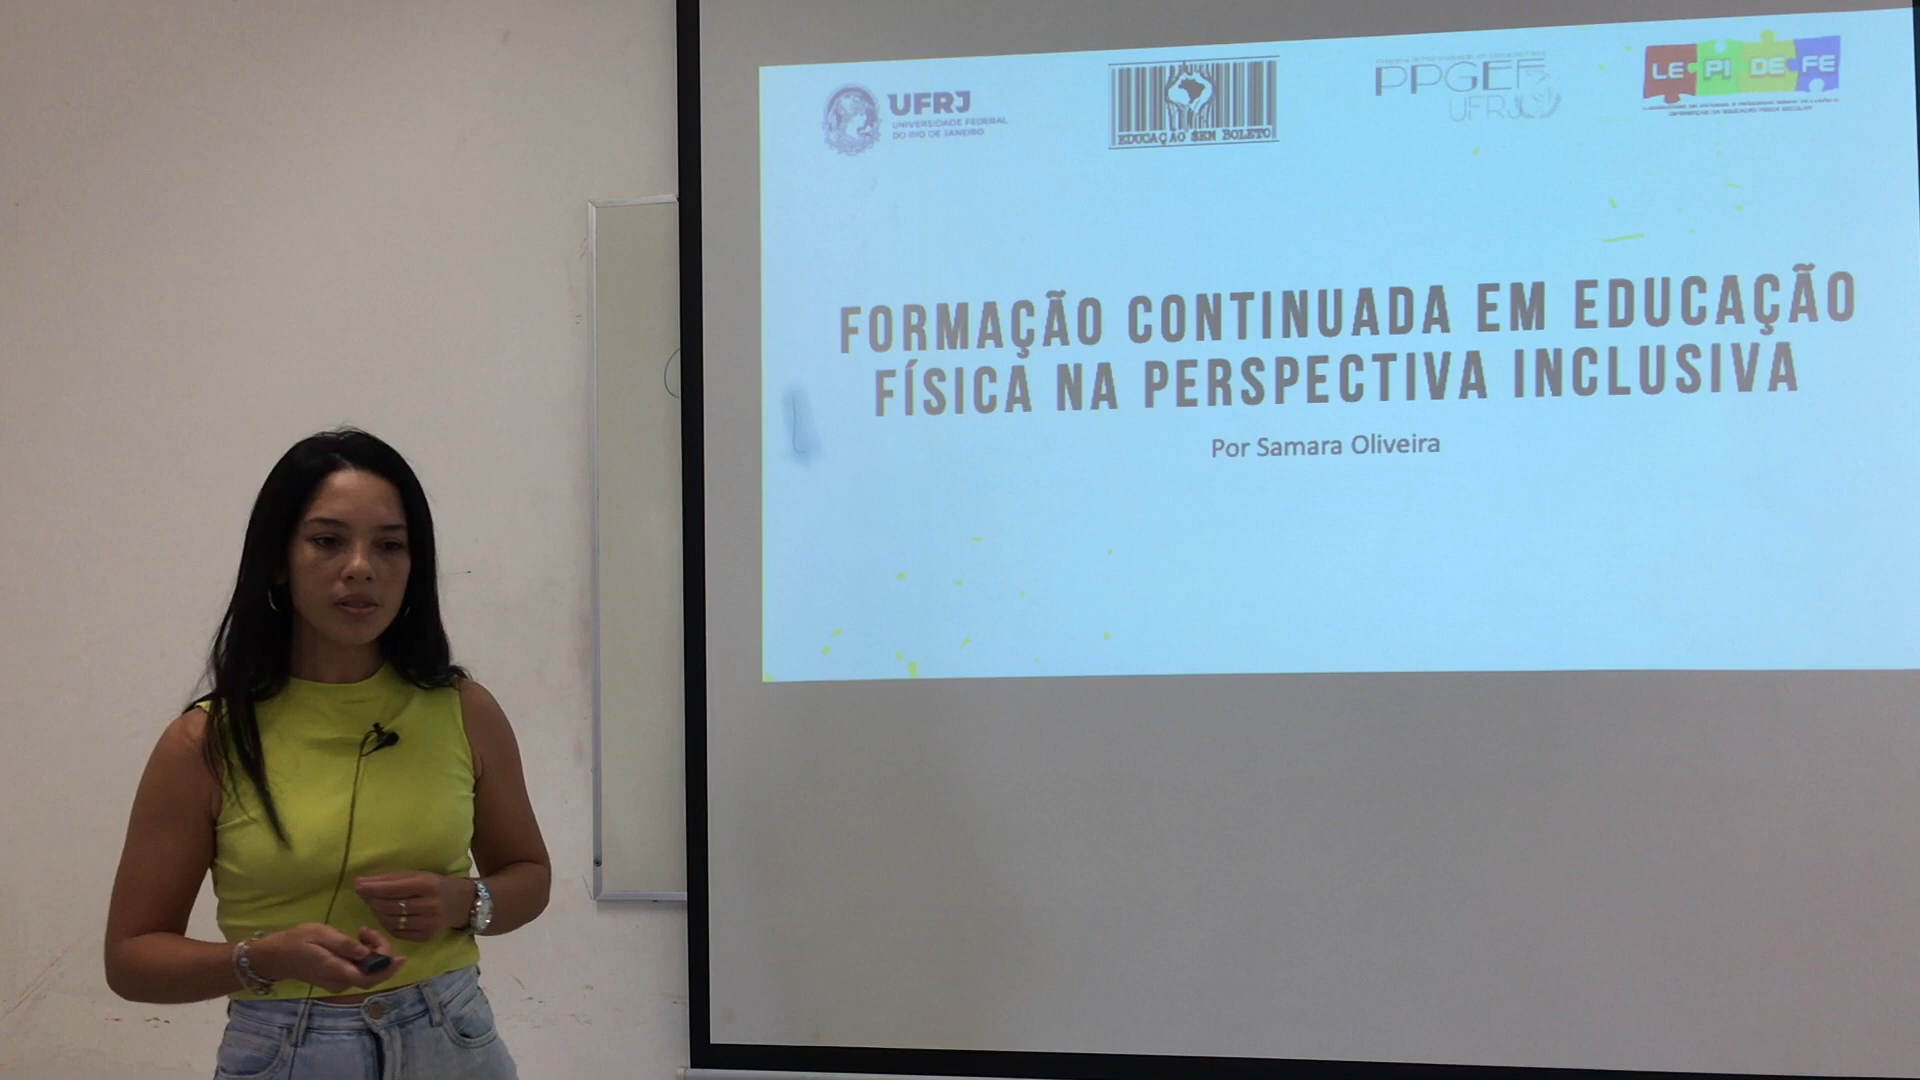 UFRJ
UNIVERSIDADE FEDERAL
DO RIO DE JANEIRO
EDUCAÇÃO SEM BOLETO
PPGEF
UFRJ
LE PI DE FE
FORMAÇÃO CONTINUADA EM EDUCAÇÃO
FÍSICA NA PERSPECTIVA INCLUSIVA
Por Samara Oliveira